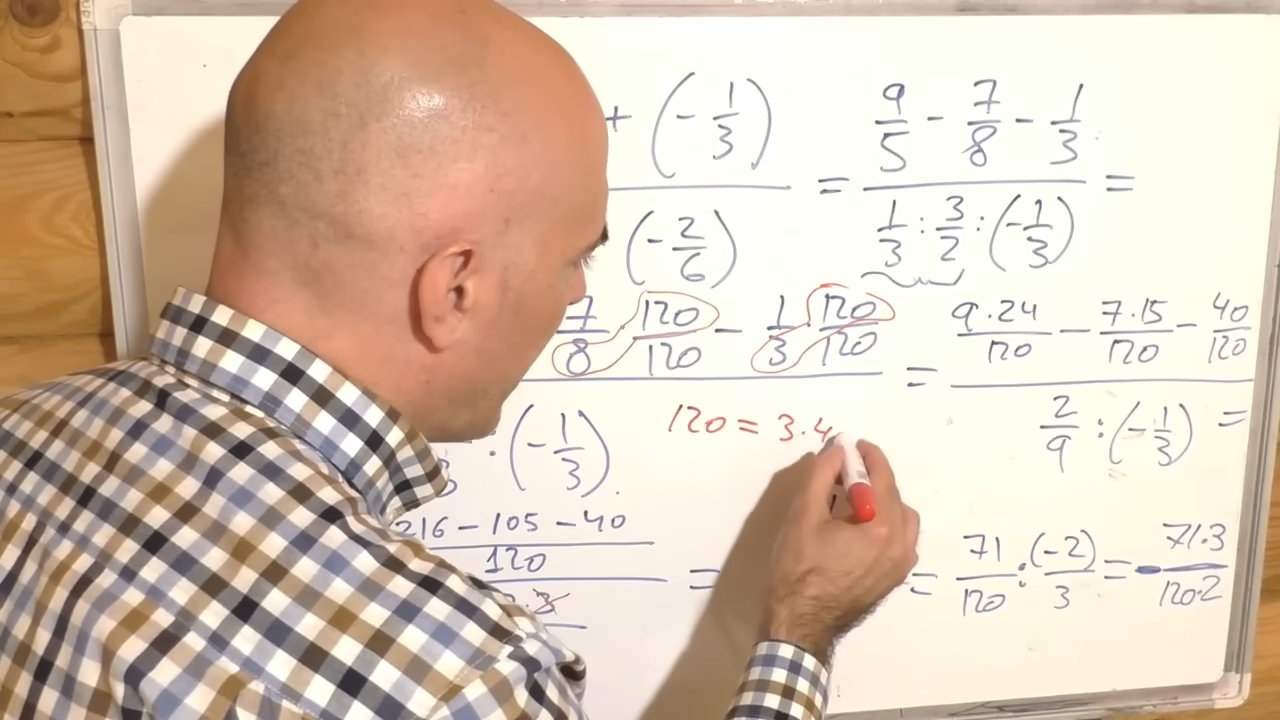 + (-1/3) = (9/5 - 7/8 - 1/3) / (1/3 : 3/2 : (-1/3)) =
(-2/6)
7/8 · 120/120 - 1/3 · 120/120 = (9·24/120 - 7·15/120 - 40/120) / (2/9 : (-1/3)) =
120 = 3·4
· (-1/3)
216 - 105 - 40
120
=
= 71/120 : (-2)/3 = - 71·3/120·2
·3